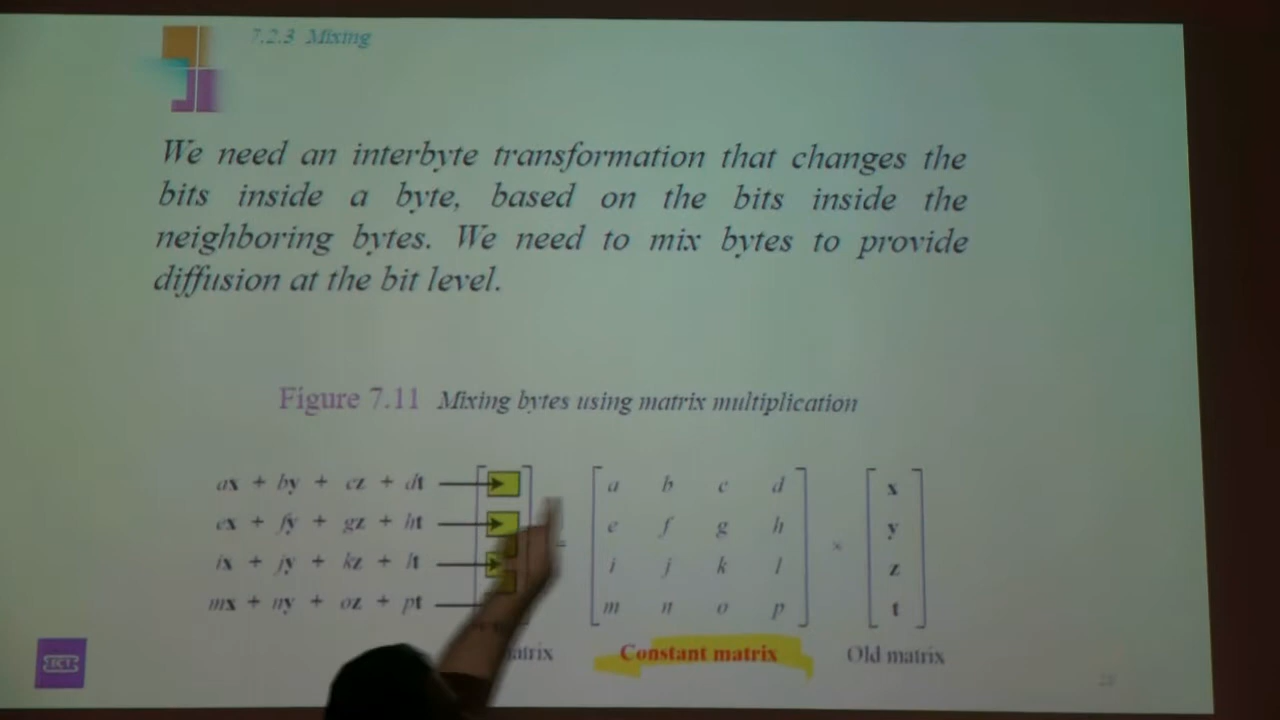 7.2.3 Mixing
We need an interbyte transformation that changes the
bits inside a byte, based on the bits inside the
neighboring bytes. We need to mix bytes to provide
diffusion at the bit level.
Figure 7.11 Mixing bytes using matrix multiplication
ax + by + cz + dt a b c d x
ex + fy + gz + ht = e f g h × y
ix + jy + kz + lt i j k l z
mx + ny + oz + pt m n o p t
matrix Constant matrix Old matrix